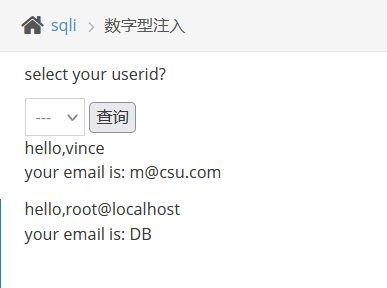 sqli > 数字型注入
select your userid?
--- 查询
hello,vince
your email is: m@csu.com
hello,root@localhost
your email is: DB